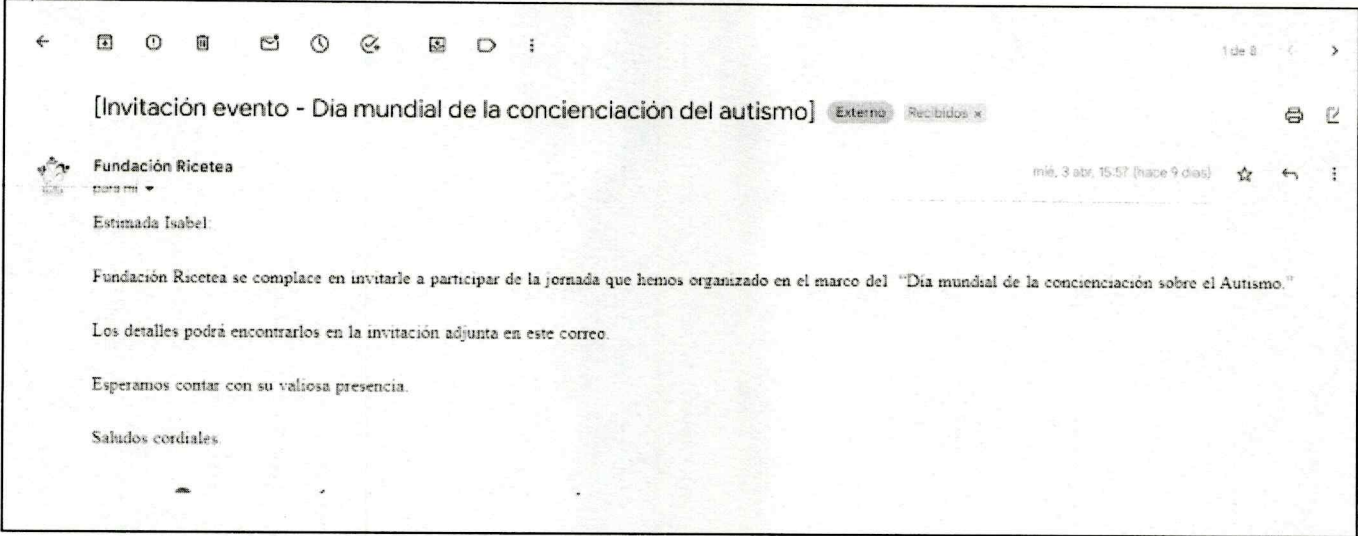 1 de 8
[Invitación evento - Dia mundial de la concienciación del autismo] Externo Recibidos x
Fundación Ricetea mié, 3 abr, 15:57 (hace 9 días)
para mí
Estimada Isabel:
Fundación Ricetea se complace en invitarle a participar de la jornada que hemos organizado en el marco del “Día mundial de la concienciación sobre el Autismo.”
Los detalles podrá encontrarlos en la invitación adjunta en este correo.
Esperamos contar con su valiosa presencia.
Saludos cordiales.